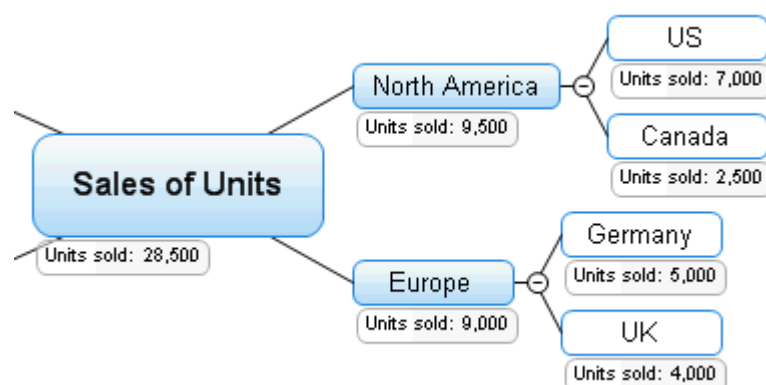 US
Units sold: 7,000
North America
Units sold: 9,500
Canada
Units sold: 2,500
Sales of Units
Units sold: 28,500
Germany
Units sold: 5,000
Europe
Units sold: 9,000
UK
Units sold: 4,000